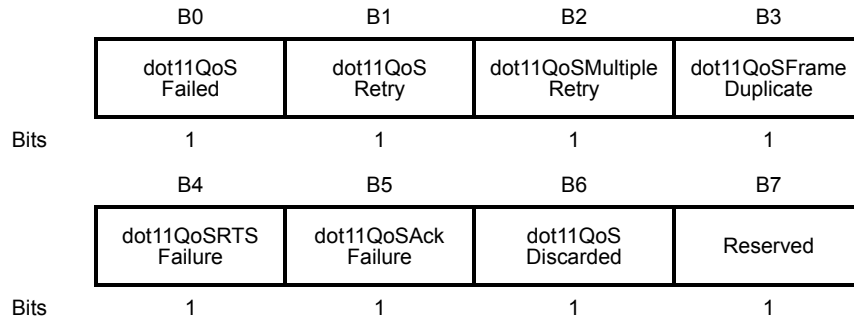 B0 B1 B2 B3
dot11QoS dot11QoS dot11QoSMultiple dot11QoSFrame
Failed Retry Retry Duplicate
Bits 1 1 1 1
B4 B5 B6 B7
dot11QoSRTS dot11QoSAck dot11QoS Reserved
Failure Failure Discarded
Bits 1 1 1 1